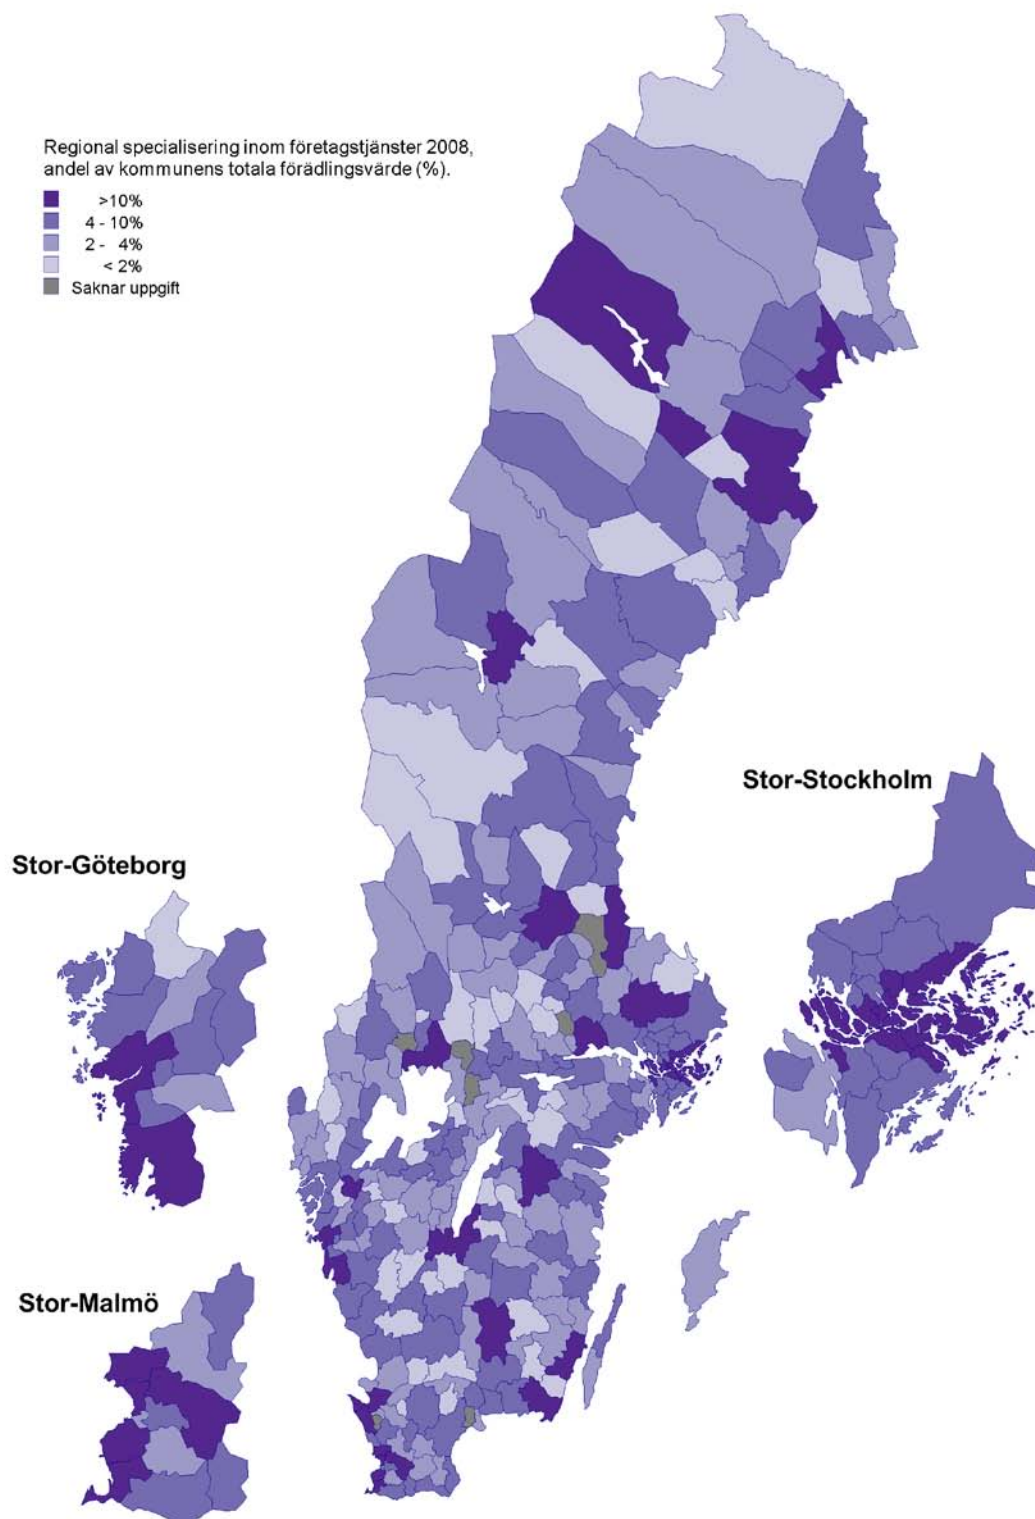 Regional specialisering inom företagstjänster 2008,
andel av kommunens totala förädlingsvärde (%).
>10%
4 - 10%
2 - 4%
< 2%
Saknar uppgift
Stor-Stockholm
Stor-Göteborg
Stor-Malmö